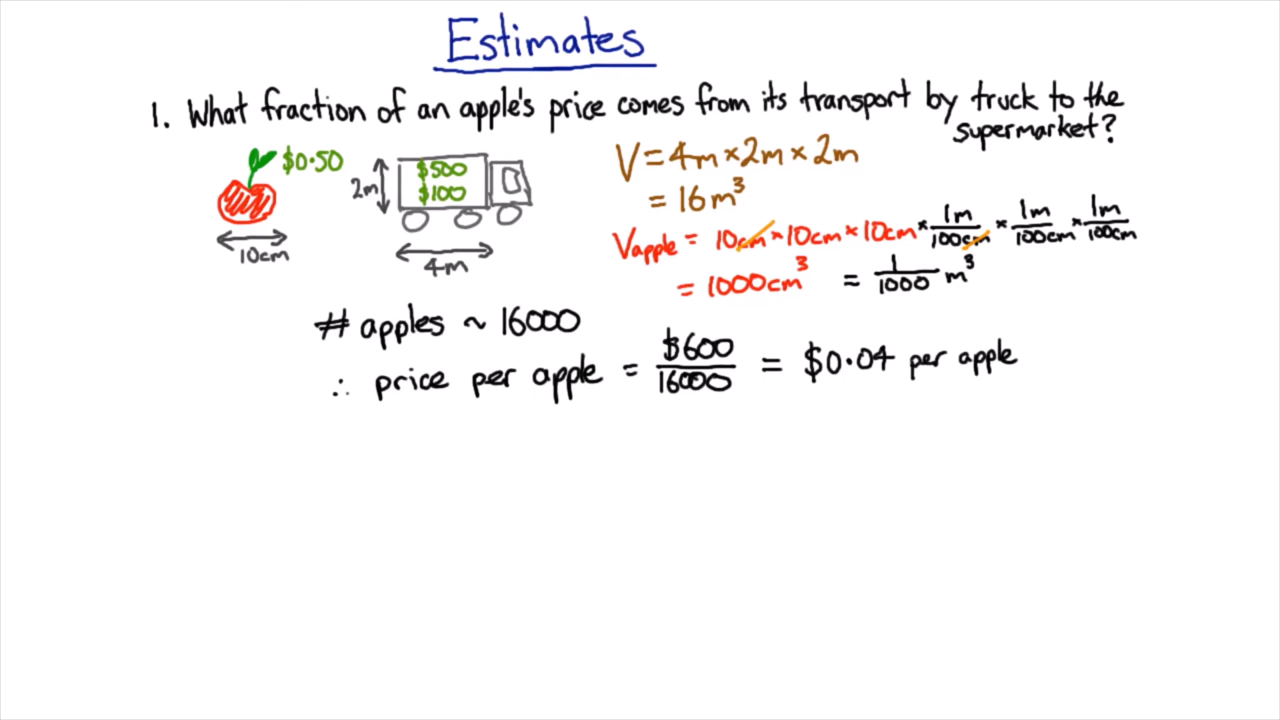 Estimates
1. What fraction of an apple's price comes from its transport by truck to the
supermarket?
$0·50
10cm
2m
$500
$100
4m
V = 4m × 2m × 2m
= 16m³
Vapple = 10cm × 10cm × 10cm × 1m/100cm × 1m/100cm × 1m/100cm
= 1000cm³ = 1/1000 m³
# apples ~ 16000
∴ price per apple = $600/16000 = $0·04 per apple